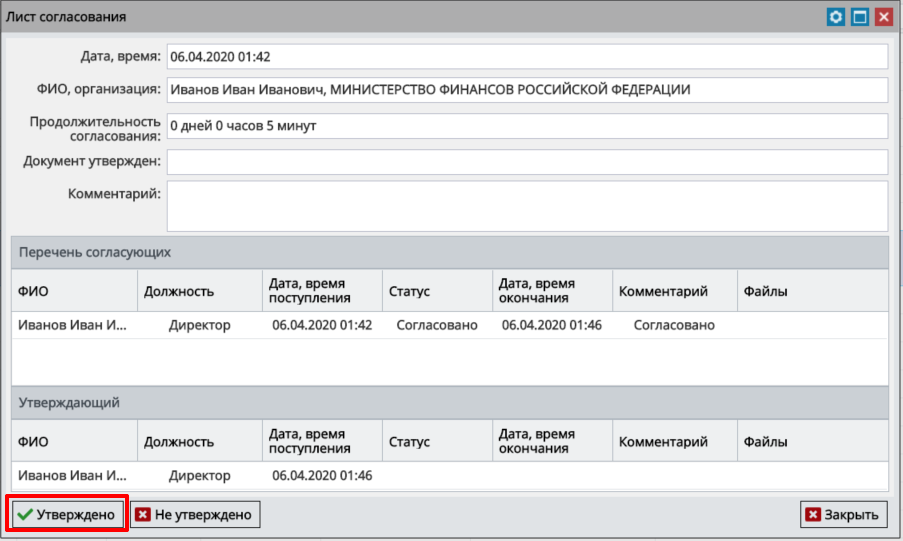 Лист согласования
Дата, время: 06.04.2020 01:42
ФИО, организация: Иванов Иван Иванович, МИНИСТЕРСТВО ФИНАНСОВ РОССИЙСКОЙ ФЕДЕРАЦИИ
Продолжительность
согласования: 0 дней 0 часов 5 минут
Документ утвержден:
Комментарий:
Перечень согласующих
ФИО Должность Дата, время поступления Статус Дата, время окончания Комментарий Файлы
Иванов Иван И... Директор 06.04.2020 01:42 Согласовано 06.04.2020 01:46 Согласовано
Утверждающий
ФИО Должность Дата, время поступления Статус Дата, время окончания Комментарий Файлы
Иванов Иван И... Директор 06.04.2020 01:46
Утверждено Не утверждено Закрыть